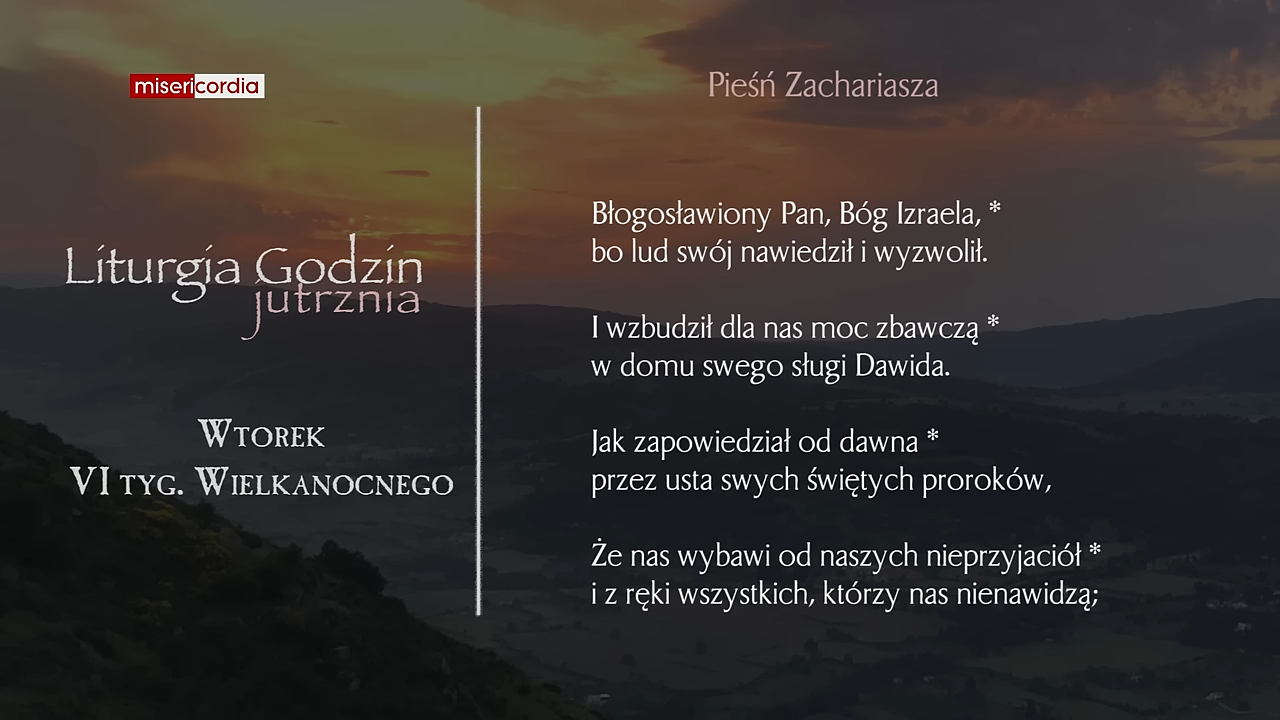 misericordia
Liturgia Godzin
jutrznia
Wtorek
VI tyg. Wielkanocnego
Pieśń Zachariasza
Błogosławiony Pan, Bóg Izraela, *
bo lud swój nawiedził i wyzwolił.
I wzbudził dla nas moc zbawczą *
w domu swego sługi Dawida.
Jak zapowiedział od dawna *
przez usta swych świętych proroków,
Że nas wybawi od naszych nieprzyjaciół *
i z ręki wszystkich, którzy nas nienawidzą;